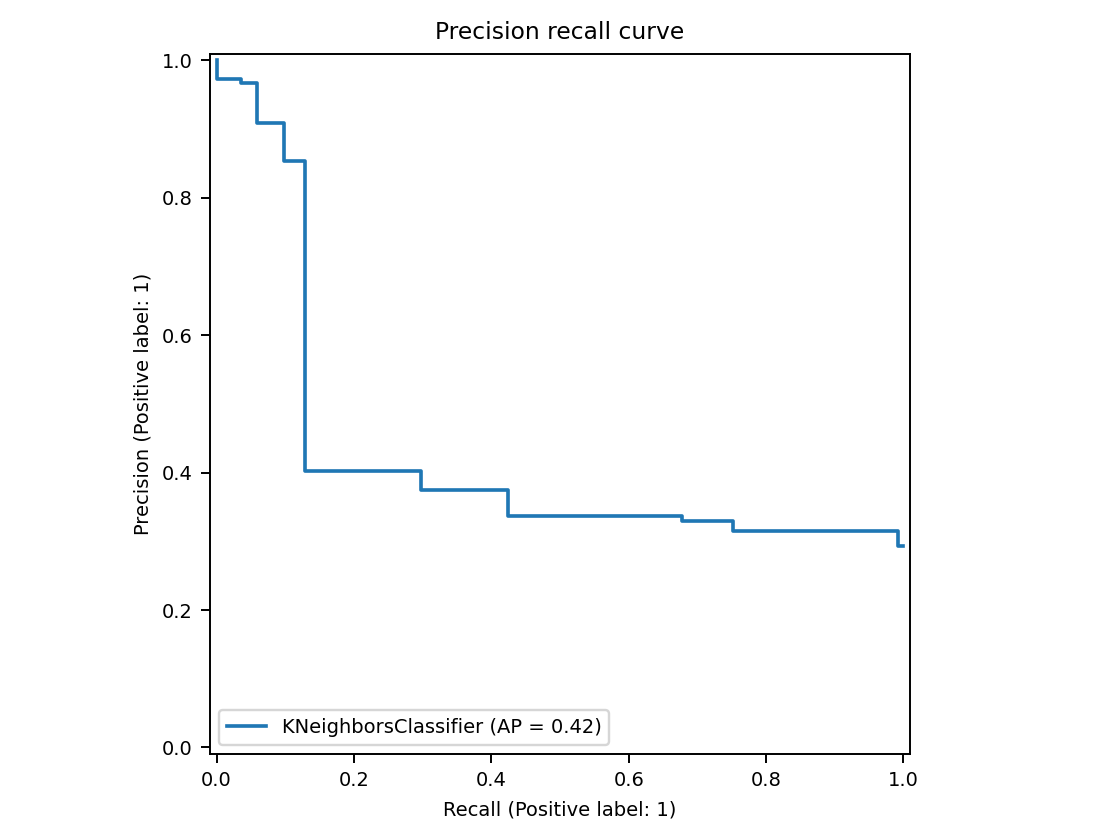 Precision recall curve
1.0
0.8
0.6
0.4
0.2
0.0
Precision (Positive label: 1)
KNeighborsClassifier (AP = 0.42)
0.0 0.2 0.4 0.6 0.8 1.0
Recall (Positive label: 1)